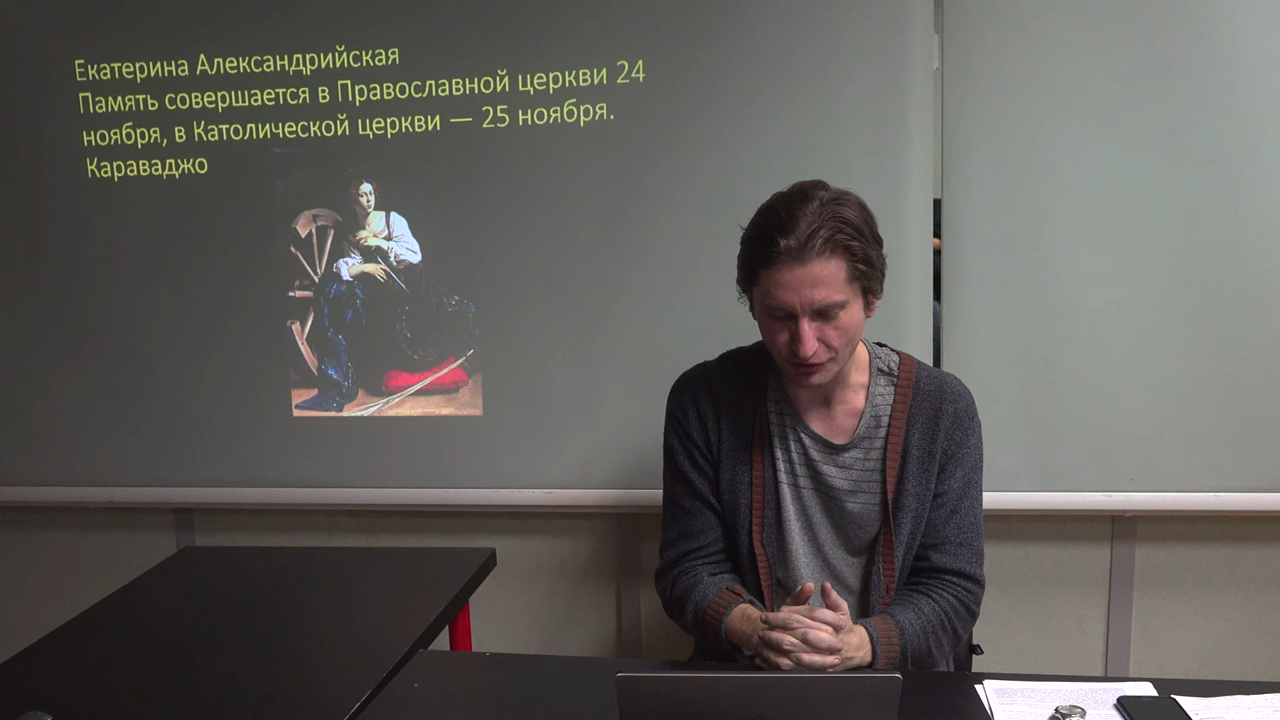 Екатерина Александрийская
Память совершается в Православной церкви 24
ноября, в Католической церкви — 25 ноября.
Караваджо